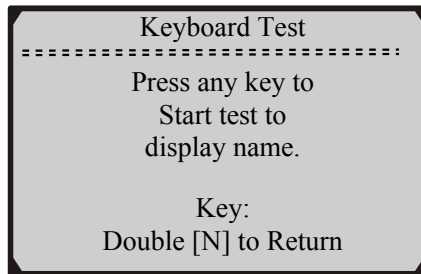 Keyboard Test
Press any key to
Start test to
display name.
Key:
Double [N] to Return